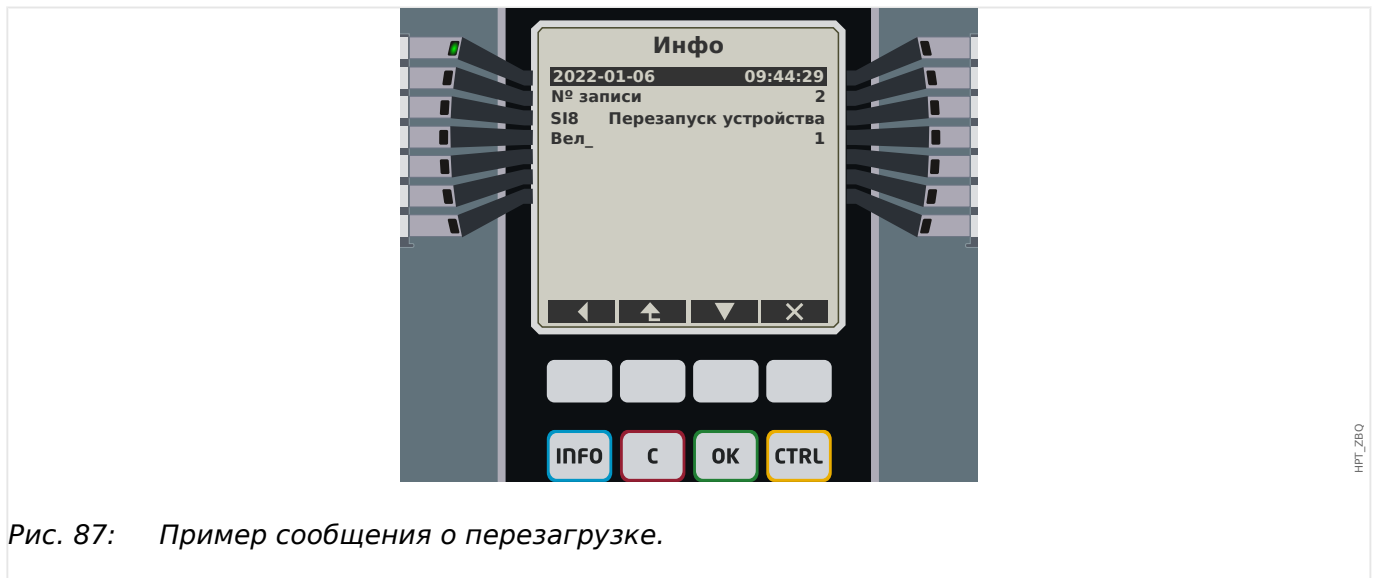 Инфо
2022-01-06 09:44:29
№ записи 2
SI8 Перезапуск устройства
Вел_ 1
INFO C OK CTRL
HPT_ZBQ
Рис. 87: Пример сообщения о перезагрузке.